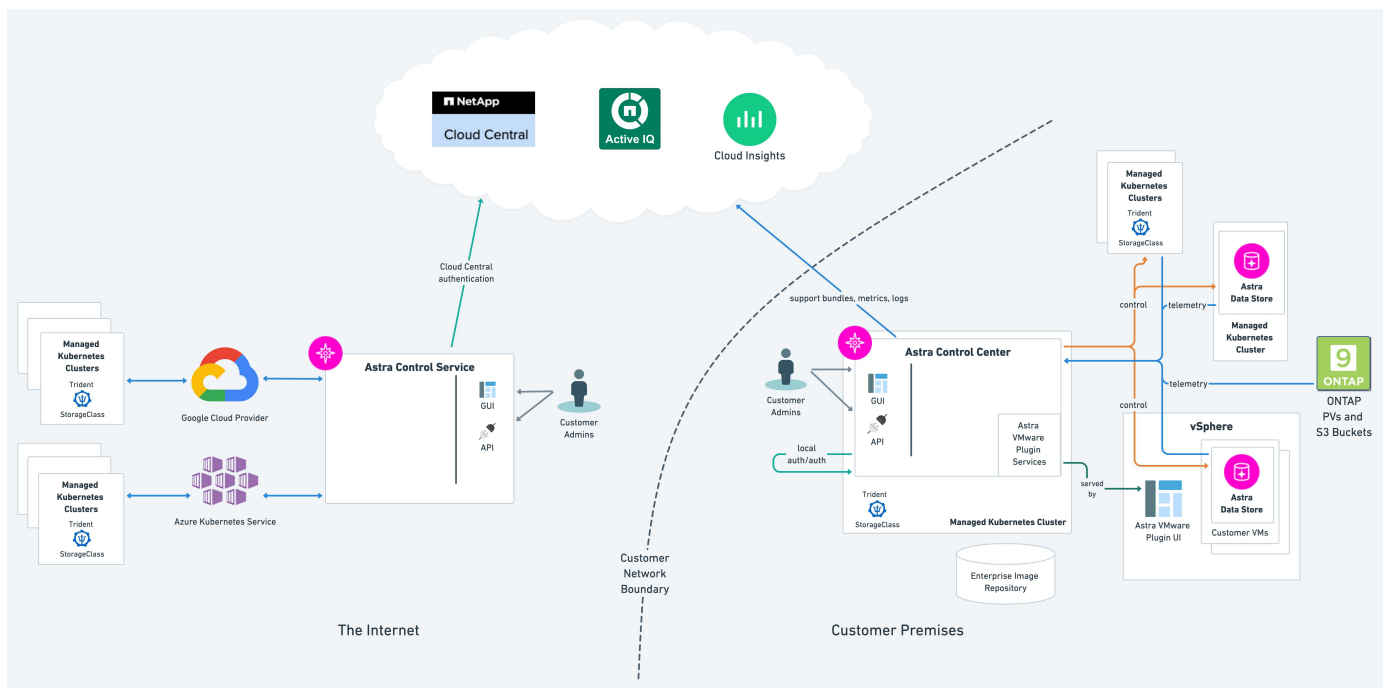 NetApp
Cloud Central
Active IQ
Cloud Insights
Cloud Central
authentication
support bundles, metrics, logs
Managed
Kubernetes
Clusters
Trident
StorageClass
Google Cloud Provider
Managed
Kubernetes
Clusters
Trident
StorageClass
Azure Kubernetes Service
Astra Control Service
GUI
API
Customer
Admins
Customer
Network
Boundary
The Internet
Customer Premises
Customer
Admins
Astra Control Center
GUI
API
Astra
VMware
Plugin
Services
local
auth/auth
Trident
StorageClass
Managed Kubernetes Cluster
Enterprise Image
Repository
Managed
Kubernetes
Clusters
Trident
StorageClass
control
telemetry
Astra
Data Store
Managed
Kubernetes
Cluster
telemetry
control
9
ONTAP
ONTAP
PVs and
S3 Buckets
vSphere
served
by
Astra VMware
Plugin UI
Astra
Data Store
Customer VMs